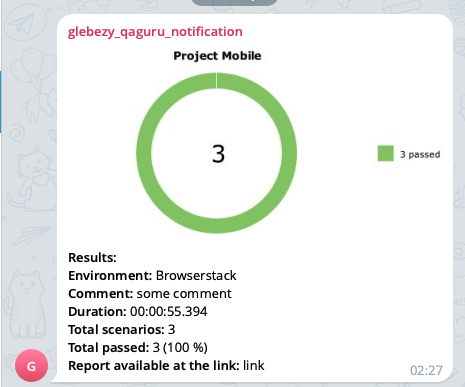 glebezy_qaguru_notification
Project Mobile
3
3 passed
Results:
Environment: Browserstack
Comment: some comment
Duration: 00:00:55.394
Total scenarios: 3
Total passed: 3 (100 %)
Report available at the link: link
G
02:27